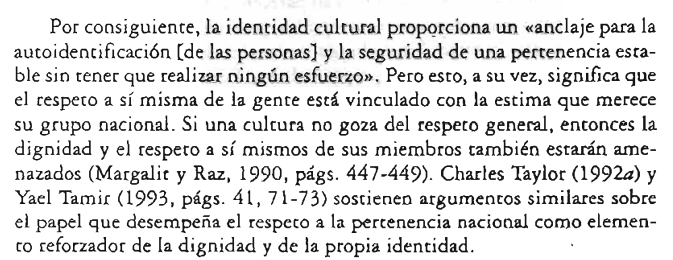 Por consiguiente, la identidad cultural proporciona un «anclaje para la
autoidentificación [de las personas] y la seguridad de una pertenencia esta-
ble sin tener que realizar ningún esfuerzo». Pero esto, a su vez, significa que
el respeto a sí misma de la gente está vinculado con la estima que merece
su grupo nacional. Si una cultura no goza del respeto general, entonces la
dignidad y el respeto a sí mismos de sus miembros también estarán ame-
nazados (Margalit y Raz, 1990, págs. 447-449). Charles Taylor (1992a) y
Yael Tamir (1993, págs. 41, 71-73) sostienen argumentos similares sobre
el papel que desempeña el respeto a la pertenencia nacional como elemen-
to reforzador de la dignidad y de la propia identidad.